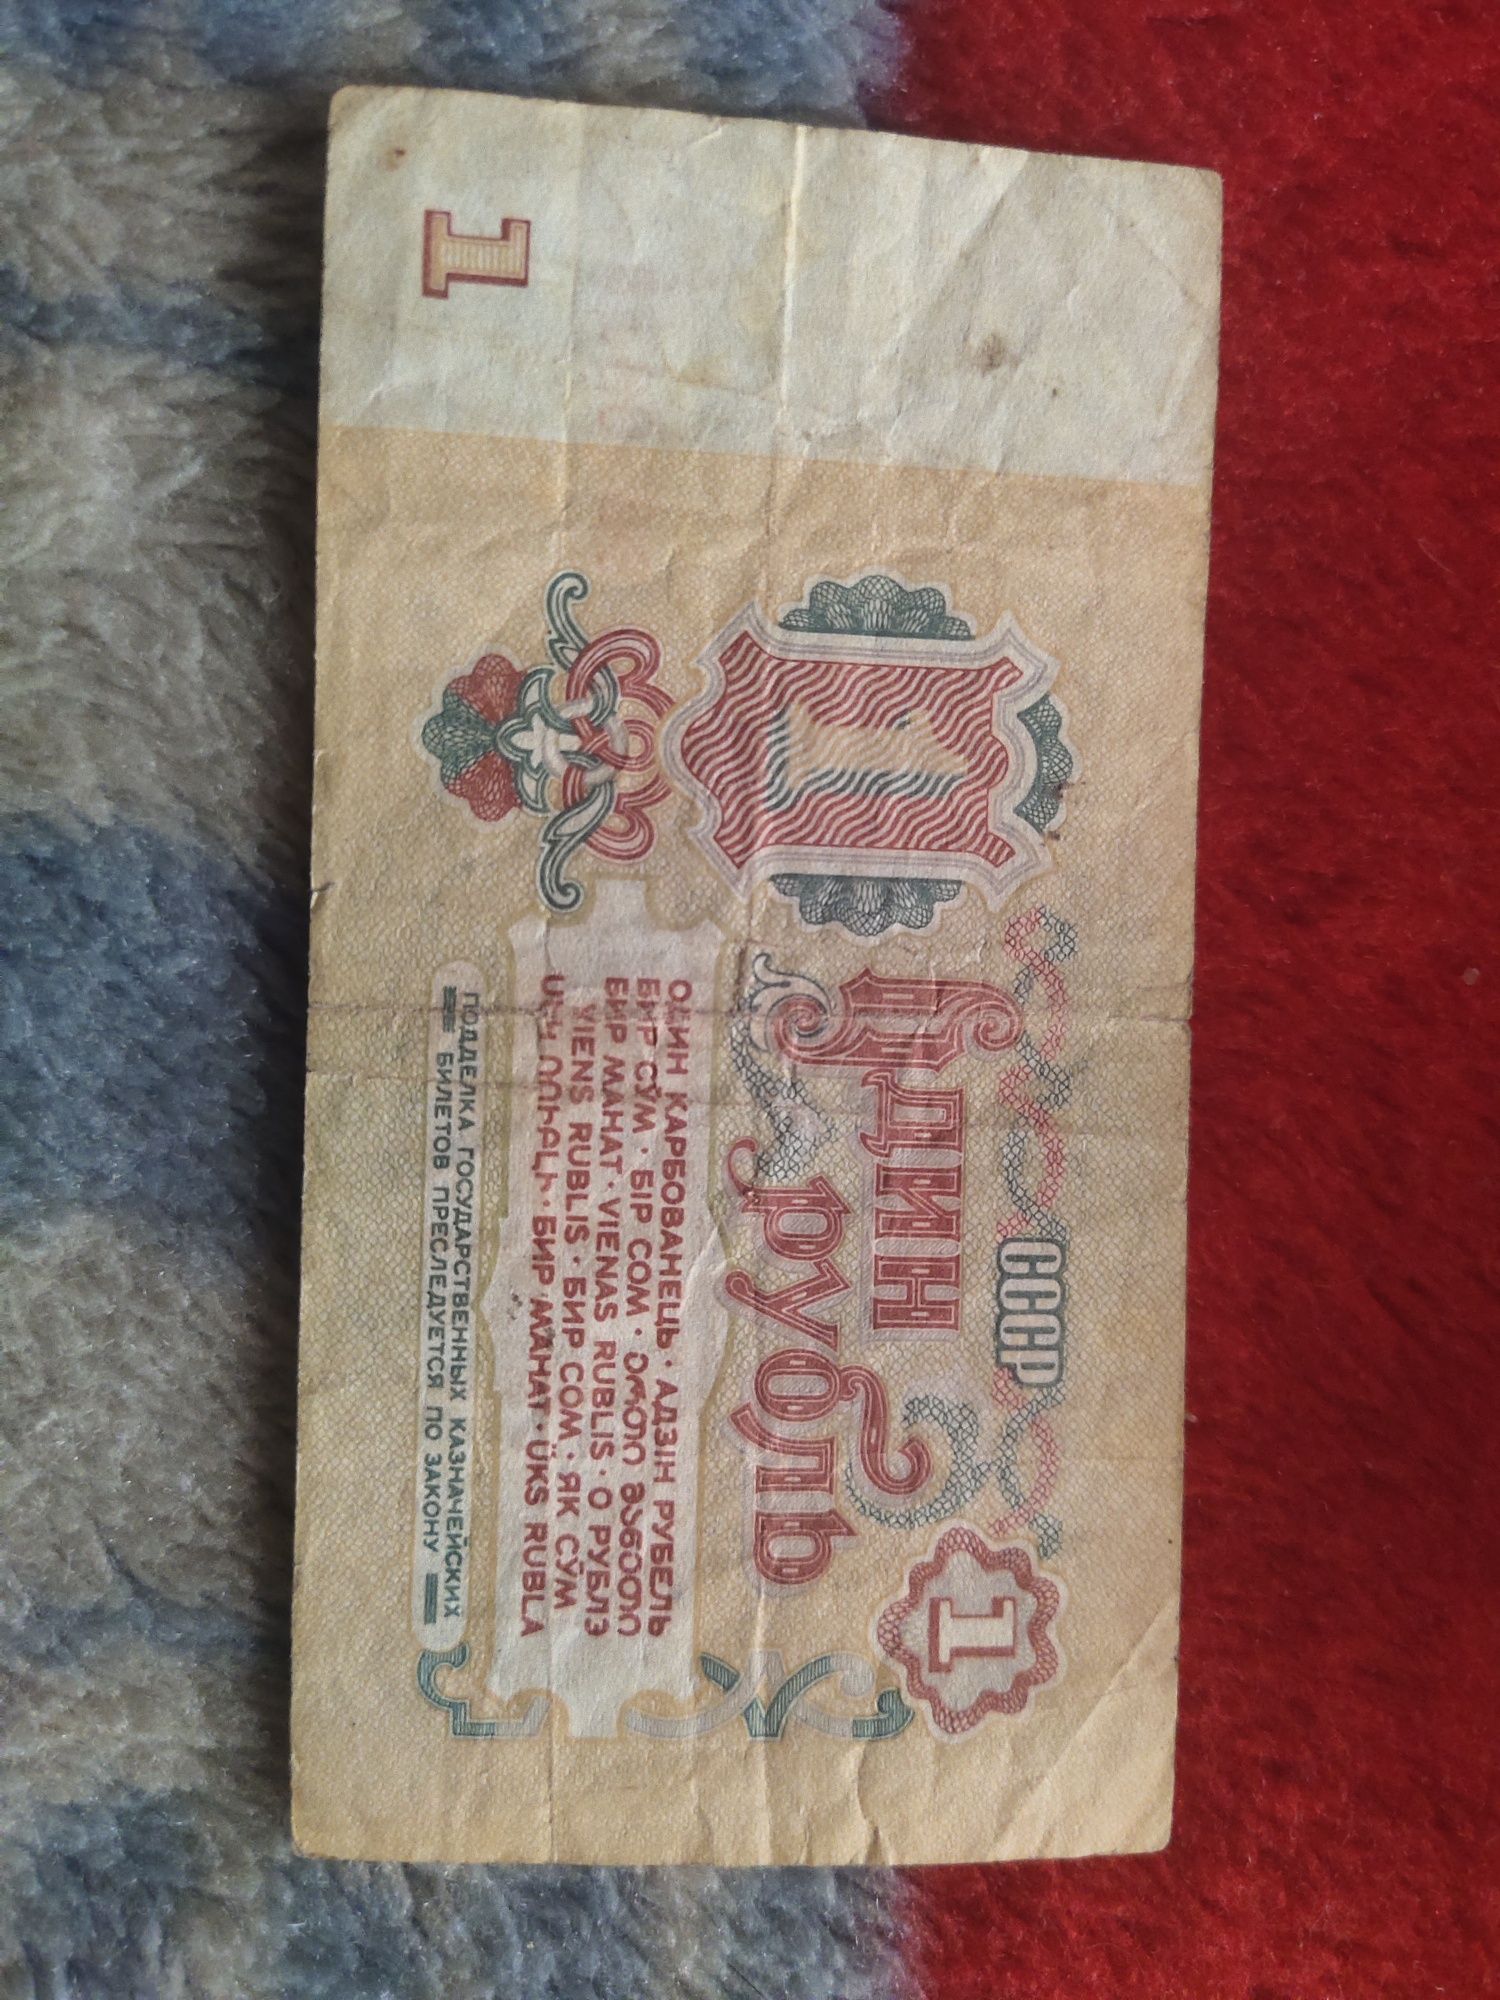 1
1
СССР
Один
рубль
1
ОДИН КАРБОВАНЕЦЬ · АДЗІН РУБЕЛЬ
БИР СЎМ · БІР СОМ · ᲔᲠᲗᲘ ᲛᲐᲜᲔᲗᲘ
БИР МАНАТ · VIENAS RUBLIS · О РУБЛЭ
VIENS RUBLIS · БИР СОМ · ЯК СӮМ
ՄԵԿ ՌՈՒԲԼԻ · БИР МАНАТ · ÜKS RUBLA
ПОДДЕЛКА ГОСУДАРСТВЕННЫХ КАЗНАЧЕЙСКИХ
БИЛЕТОВ ПРЕСЛЕДУЕТСЯ ПО ЗАКОНУ